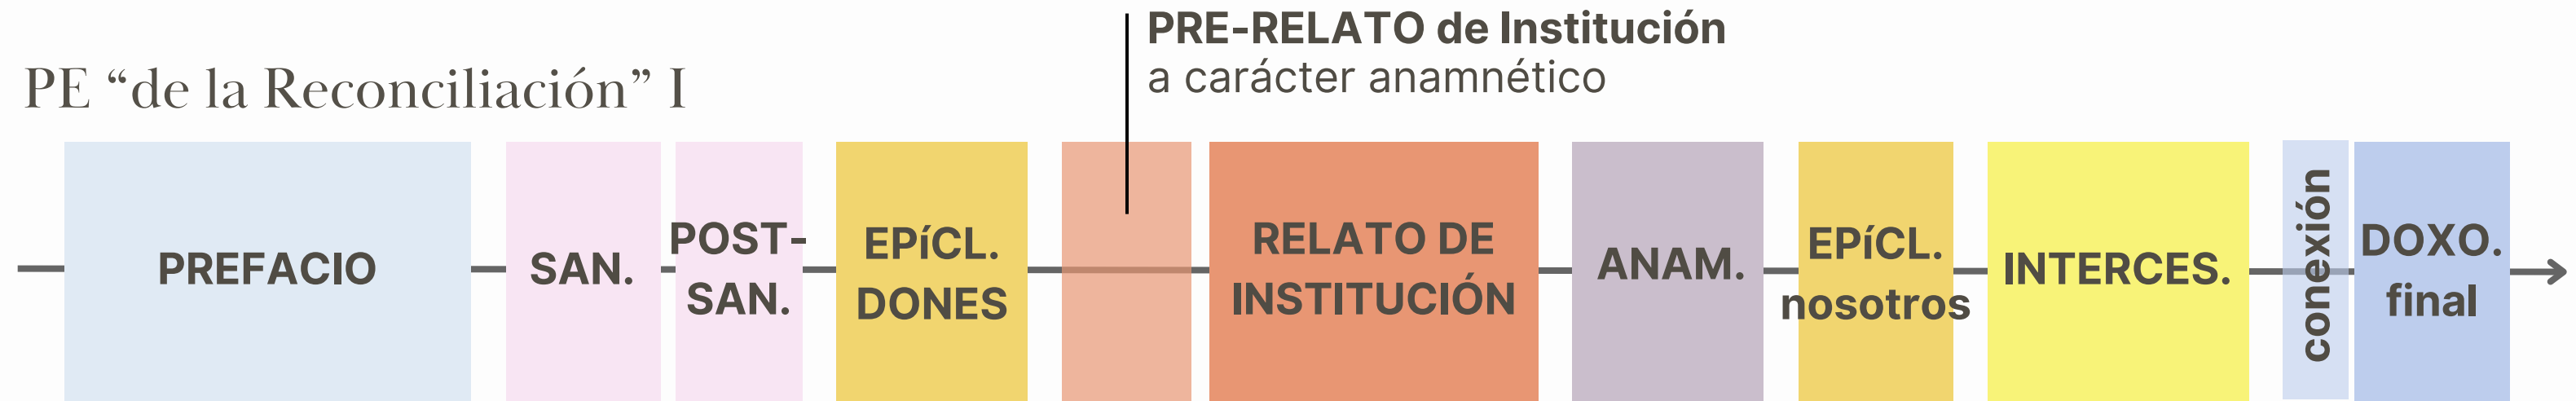 PRE-RELATO de Institución
a carácter anamnético
PE “de la Reconciliación” I
PREFACIO
SAN.
POST-
SAN.
EPíCL.
DONES
RELATO DE
INSTITUCIÓN
ANAM.
EPíCL.
nosotros
INTERCES.
conexión
DOXO.
final